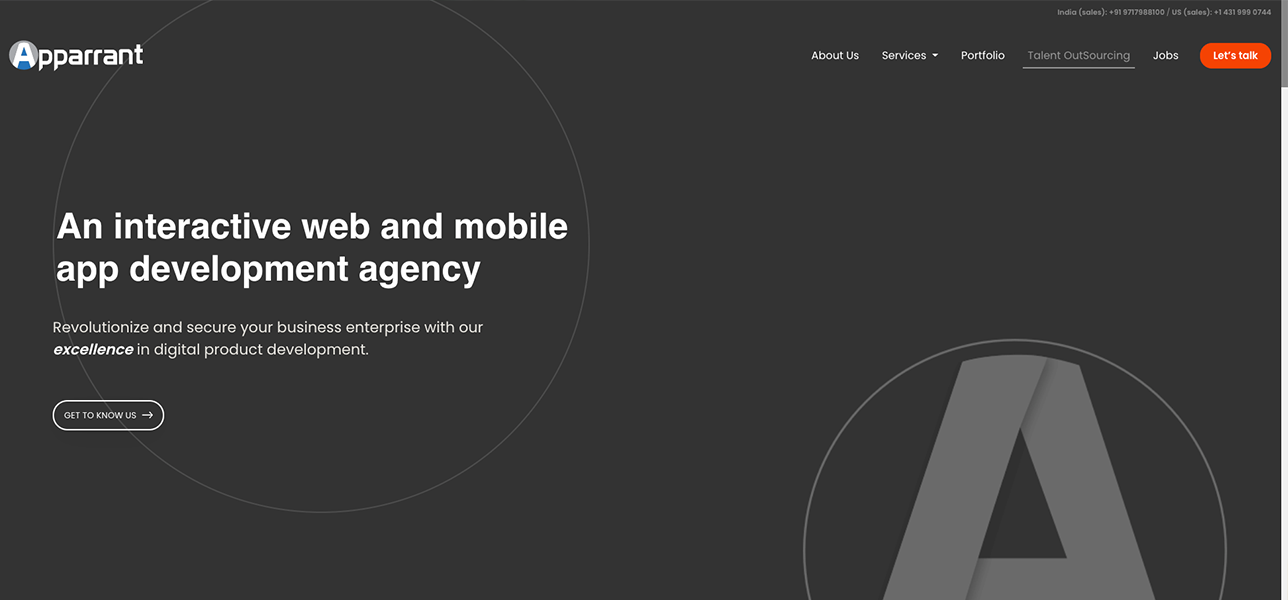 India (sales): +91 9717988100 / US (sales): +1 431 999 0744
Apparrant
About Us Services Portfolio Talent OutSourcing Jobs Let's talk
An interactive web and mobile
app development agency
Revolutionize and secure your business enterprise with our
excellence in digital product development.
GET TO KNOW US →
A